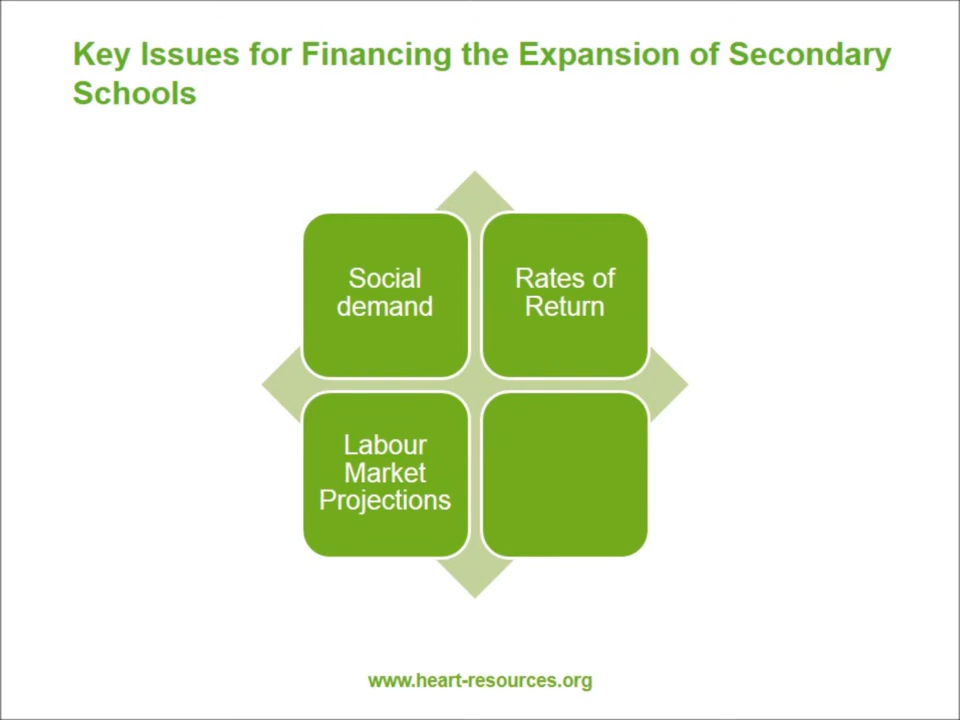 Key Issues for Financing the Expansion of Secondary
Schools
Social
demand
Rates of
Return
Labour
Market
Projections
www.heart-resources.org